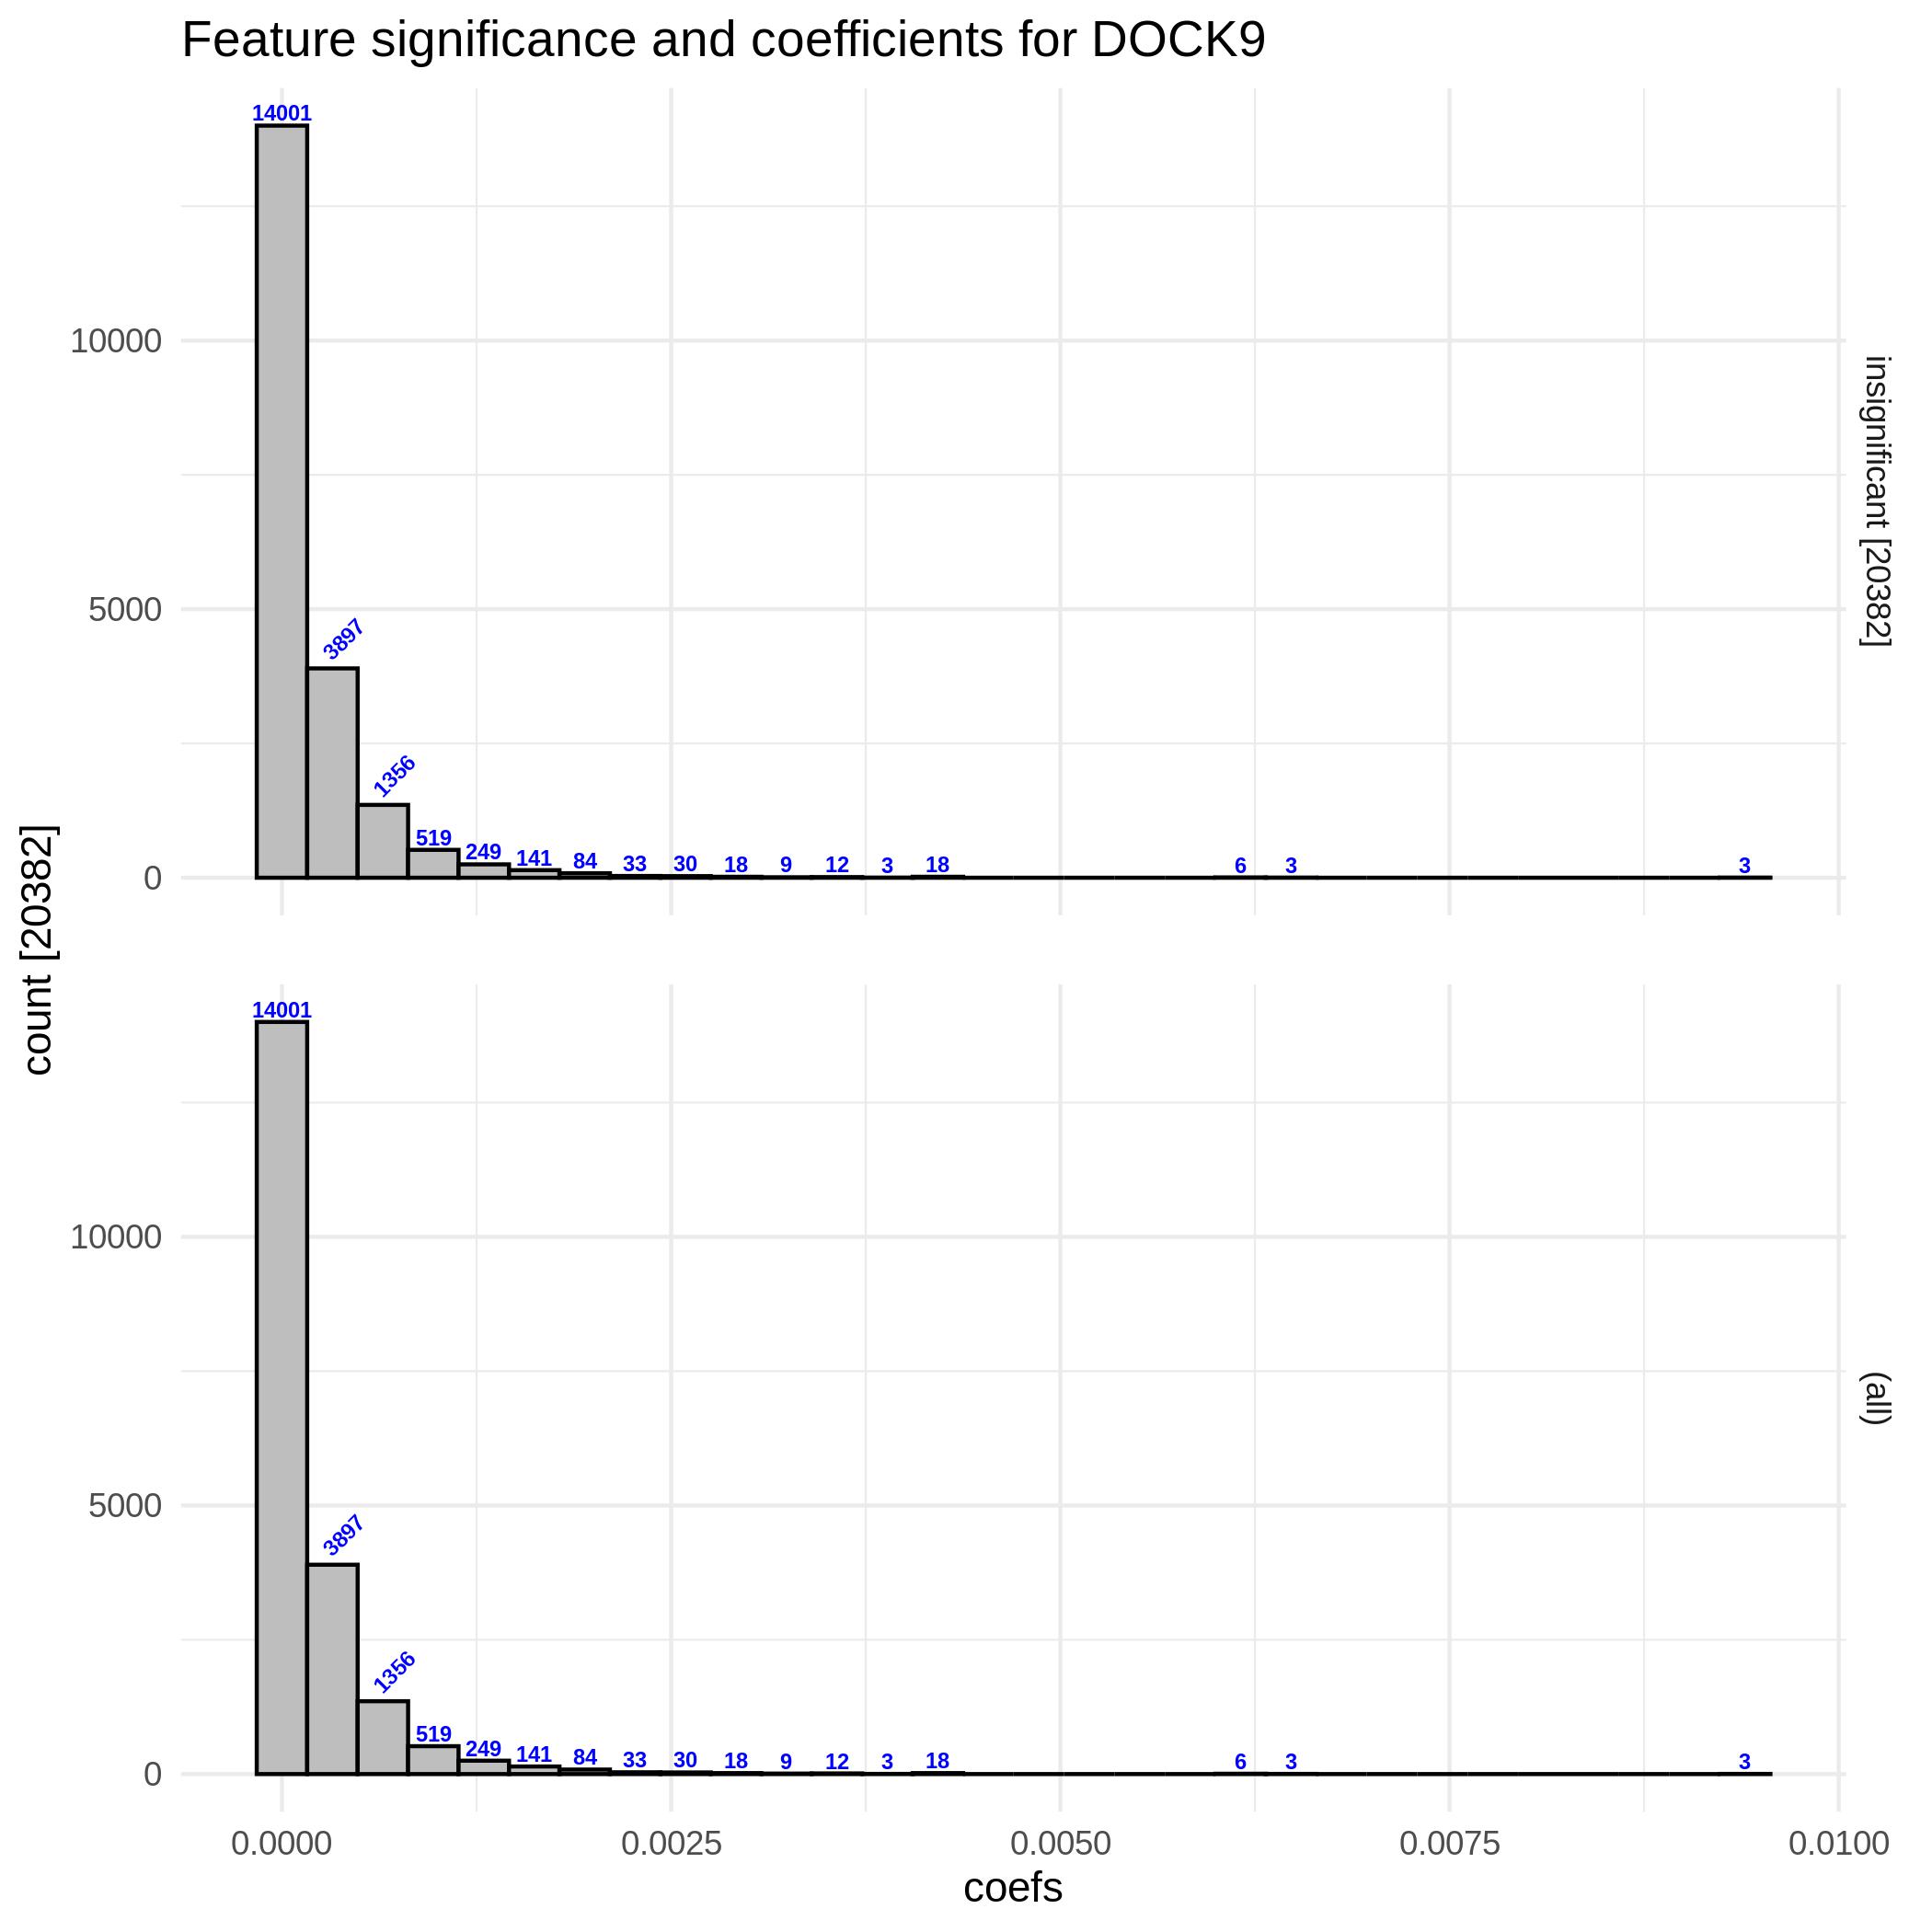 Feature significance and coefficients for DOCK9
14001
3897
1356
519 249 141 84 33 30 18 9 12 3 18 6 3 3
10000
5000
0
insignificant [20382]
count [20382]
14001
3897
1356
519 249 141 84 33 30 18 9 12 3 18 6 3 3
10000
5000
0
(all)
0.0000 0.0025 0.0050 0.0075 0.0100
coefs